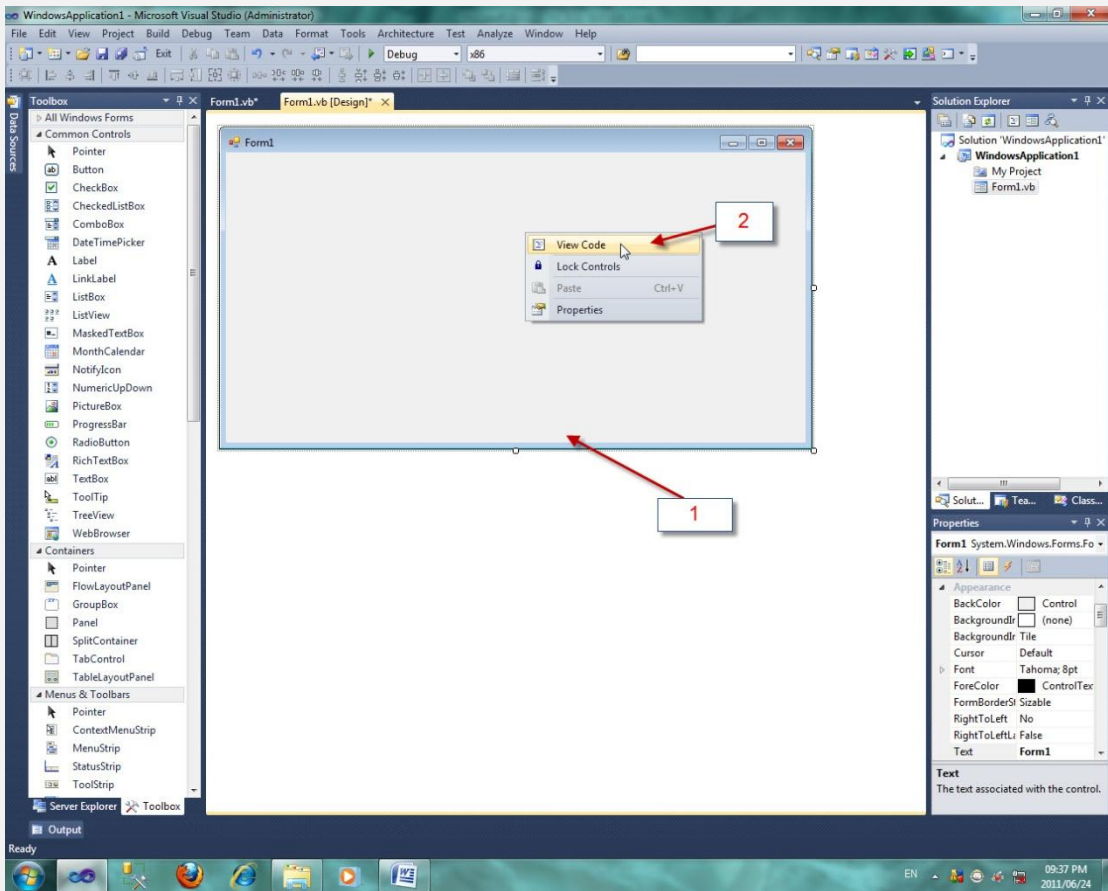 WindowsApplication1 - Microsoft Visual Studio (Administrator)
File Edit View Project Build Debug Team Data Format Tools Architecture Test Analyze Window Help
Exit Debug x86
Data Sources
Toolbox
All Windows Forms
Common Controls
Pointer
Button
CheckBox
CheckedListBox
ComboBox
DateTimePicker
Label
LinkLabel
ListBox
ListView
MaskedTextBox
MonthCalendar
NotifyIcon
NumericUpDown
PictureBox
ProgressBar
RadioButton
RichTextBox
TextBox
ToolTip
TreeView
WebBrowser
Containers
Pointer
FlowLayoutPanel
GroupBox
Panel
SplitContainer
TabControl
TableLayoutPanel
Menus & Toolbars
Pointer
ContextMenuStrip
MenuStrip
StatusStrip
ToolStrip
Server Explorer Toolbox
Form1.vb* Form1.vb [Design]*
Form1
View Code
Lock Controls
Paste Ctrl+V
Properties
2
1
Solution Explorer
Solution 'WindowsApplication1'
WindowsApplication1
My Project
Form1.vb
Solut... Tea... Class...
Properties
Form1 System.Windows.Forms.Fo
Appearance
BackColor Control
BackgroundIr (none)
BackgroundIr Tile
Cursor Default
Font Tahoma; 8pt
ForeColor ControlTex
FormBorderSt Sizable
RightToLeft No
RightToLeftLa False
Text Form1
Text
The text associated with the control.
Output
Ready
EN 09:37 PM
2011/06/24